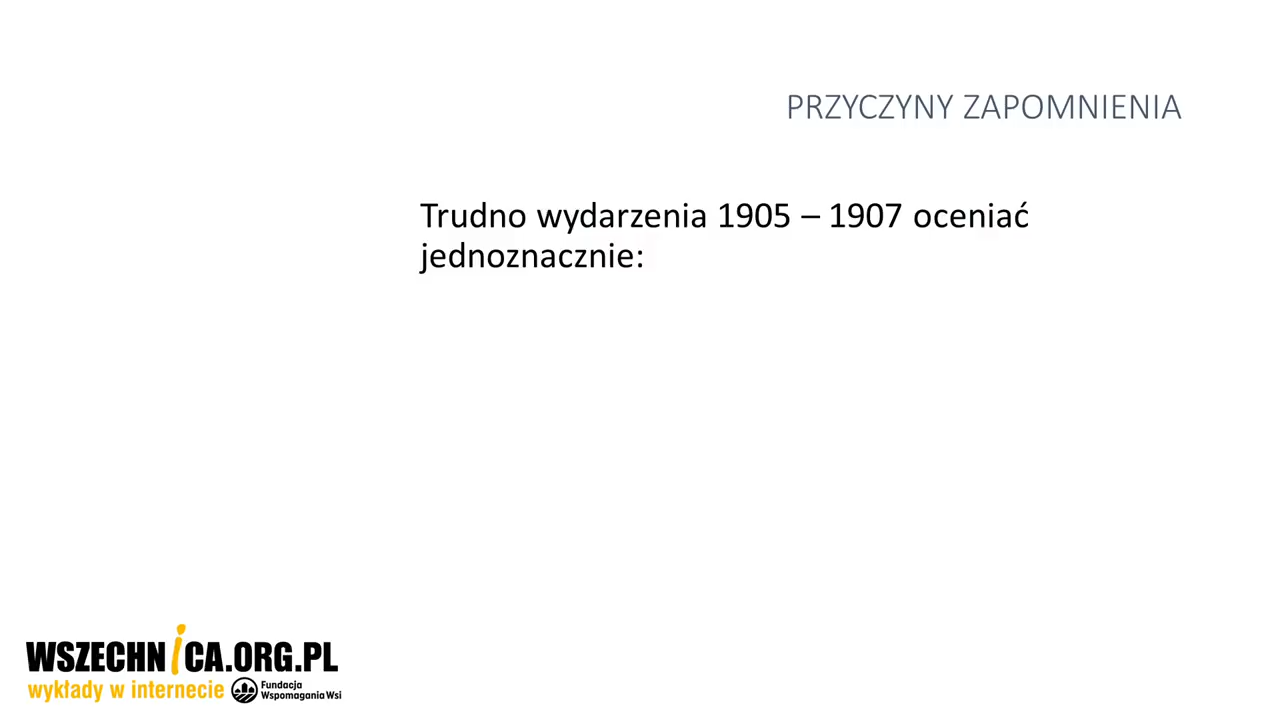 PRZYCZYNY ZAPOMNIENIA
Trudno wydarzenia 1905 – 1907 oceniać
jednoznacznie:
WSZECHNiCA.ORG.PL
wykłady w internecie
Fundacja
Wspomagania Wsi